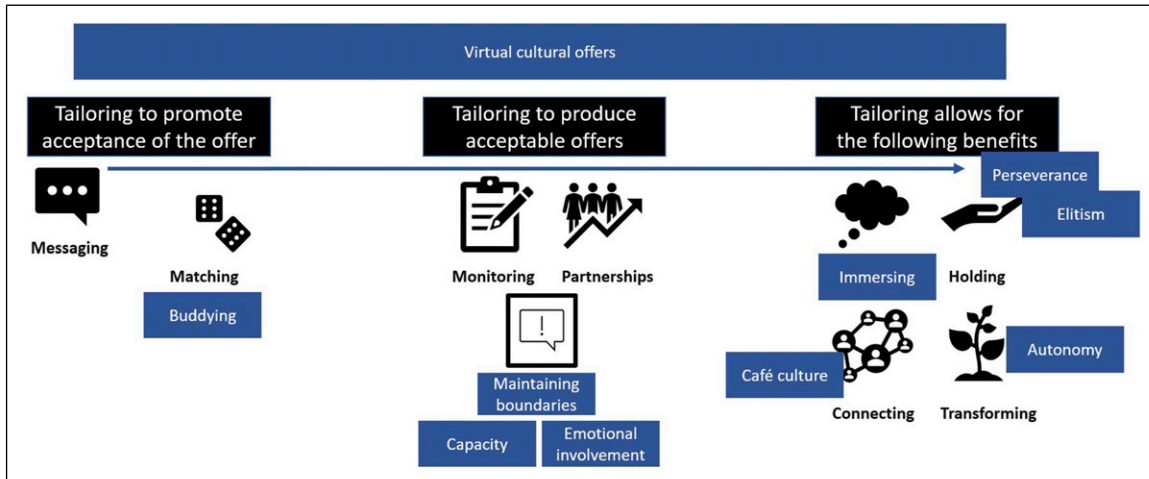 Virtual cultural offers
Tailoring to promote
acceptance of the offer
Tailoring to produce
acceptable offers
Tailoring allows for
the following benefits
Perseverance
Elitism
Messaging
Matching
Buddying
Monitoring
Partnerships
!
Maintaining
boundaries
Capacity
Emotional
involvement
Immersing
Holding
Café culture
Autonomy
Connecting
Transforming